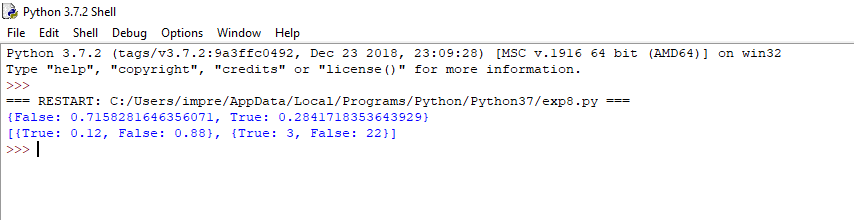 Python 3.7.2 Shell
File Edit Shell Debug Options Window Help
Python 3.7.2 (tags/v3.7.2:9a3ffc0492, Dec 23 2018, 23:09:28) [MSC v.1916 64 bit (AMD64)] on win32
Type "help", "copyright", "credits" or "license()" for more information.
>>>
=== RESTART: C:/Users/impre/AppData/Local/Programs/Python/Python37/exp8.py ===
{False: 0.7158281646356071, True: 0.2841718353643929}
[{True: 0.12, False: 0.88}, {True: 3, False: 22}]
>>>